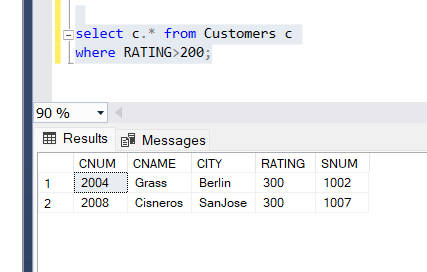 select c.* from Customers c
where RATING>200;
90 %
Results Messages
CNUM CNAME CITY RATING SNUM
1 2004 Grass Berlin 300 1002
2 2008 Cisneros SanJose 300 1007